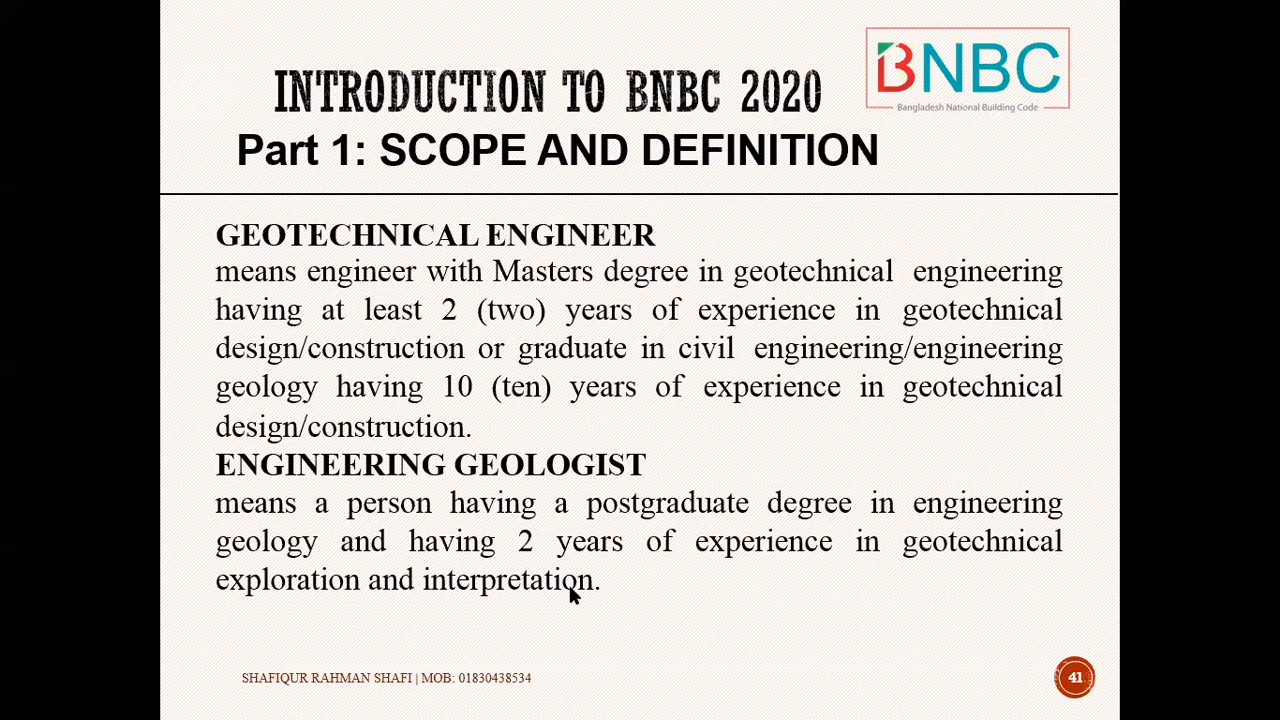 BNBC
Bangladesh National Building Code
INTRODUCTION TO BNBC 2020
Part 1: SCOPE AND DEFINITION
GEOTECHNICAL ENGINEER
means engineer with Masters degree in geotechnical engineering
having at least 2 (two) years of experience in geotechnical
design/construction or graduate in civil engineering/engineering
geology having 10 (ten) years of experience in geotechnical
design/construction.
ENGINEERING GEOLOGIST
means a person having a postgraduate degree in engineering
geology and having 2 years of experience in geotechnical
exploration and interpretation.
SHAFIQUR RAHMAN SHAFI | MOB: 01830438534
41